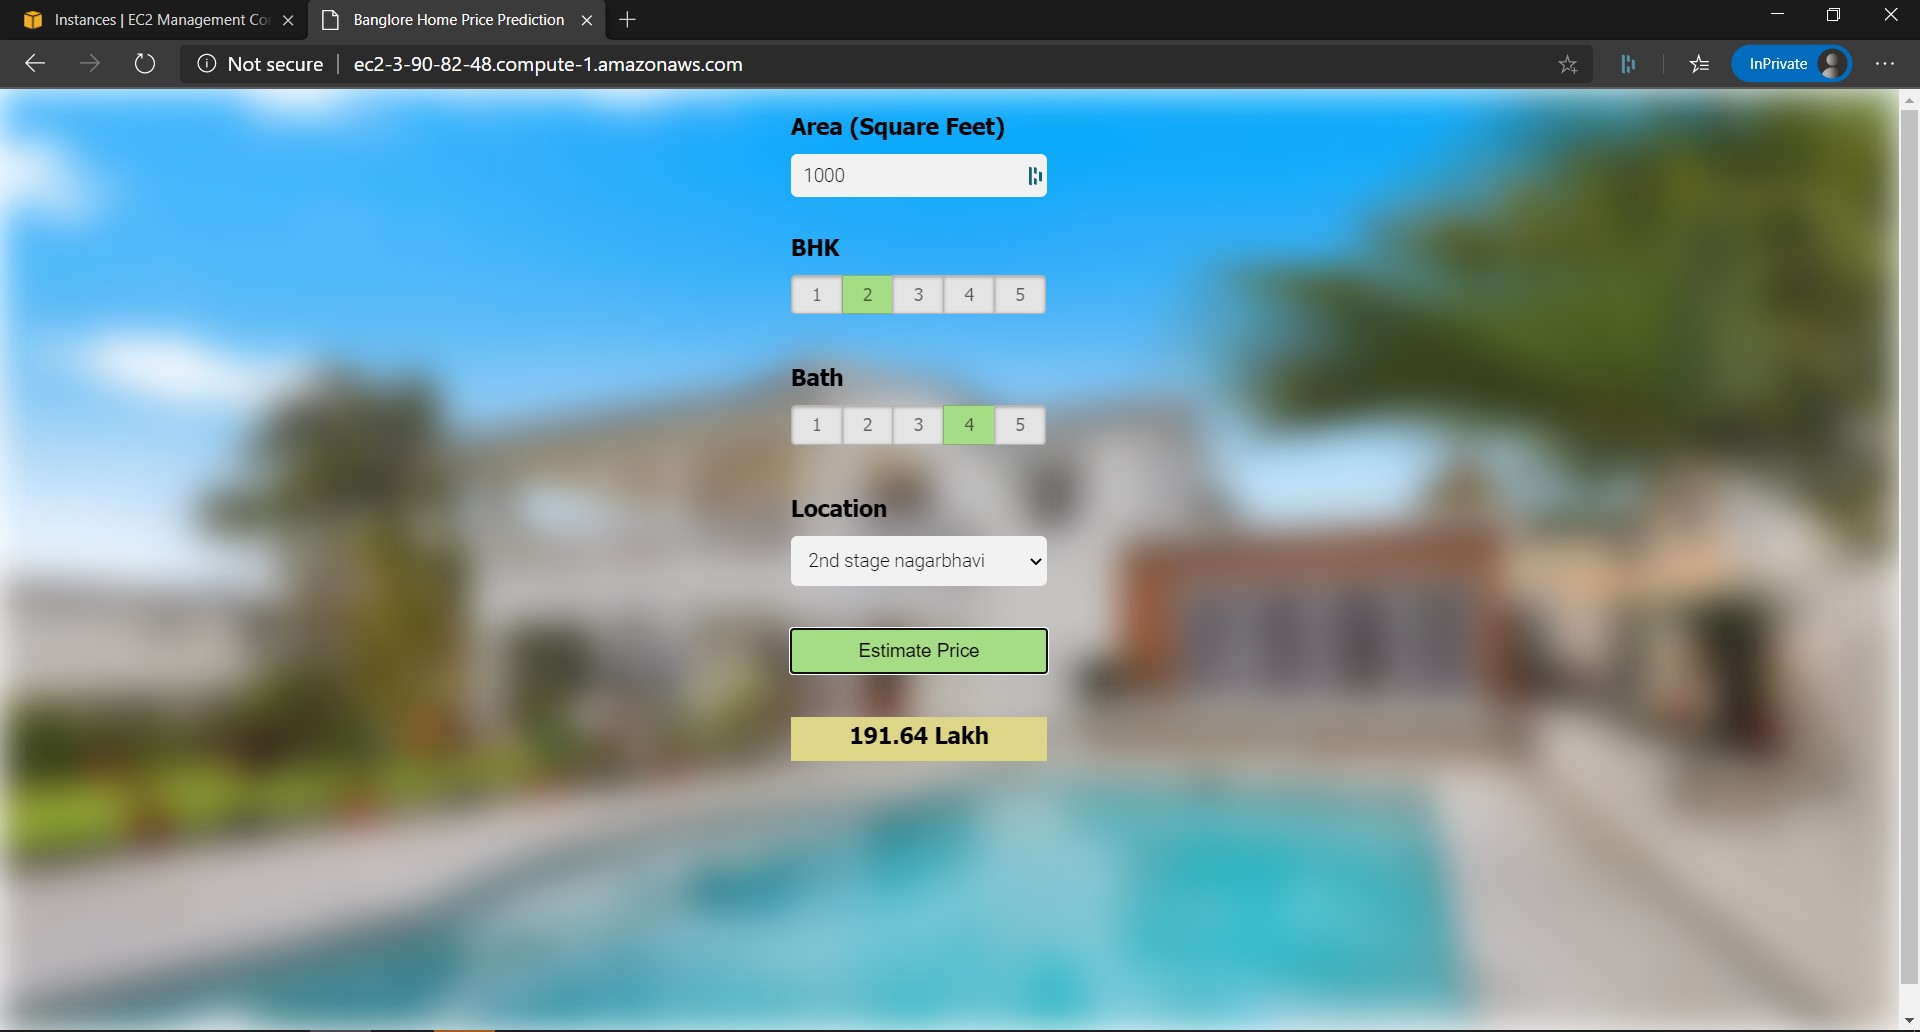 Instances | EC2 Management Co
Banglore Home Price Prediction
Not secure
ec2-3-90-82-48.compute-1.amazonaws.com
InPrivate
Area (Square Feet)
1000
BHK
1 2 3 4 5
Bath
1 2 3 4 5
Location
2nd stage nagarbhavi
Estimate Price
191.64 Lakh